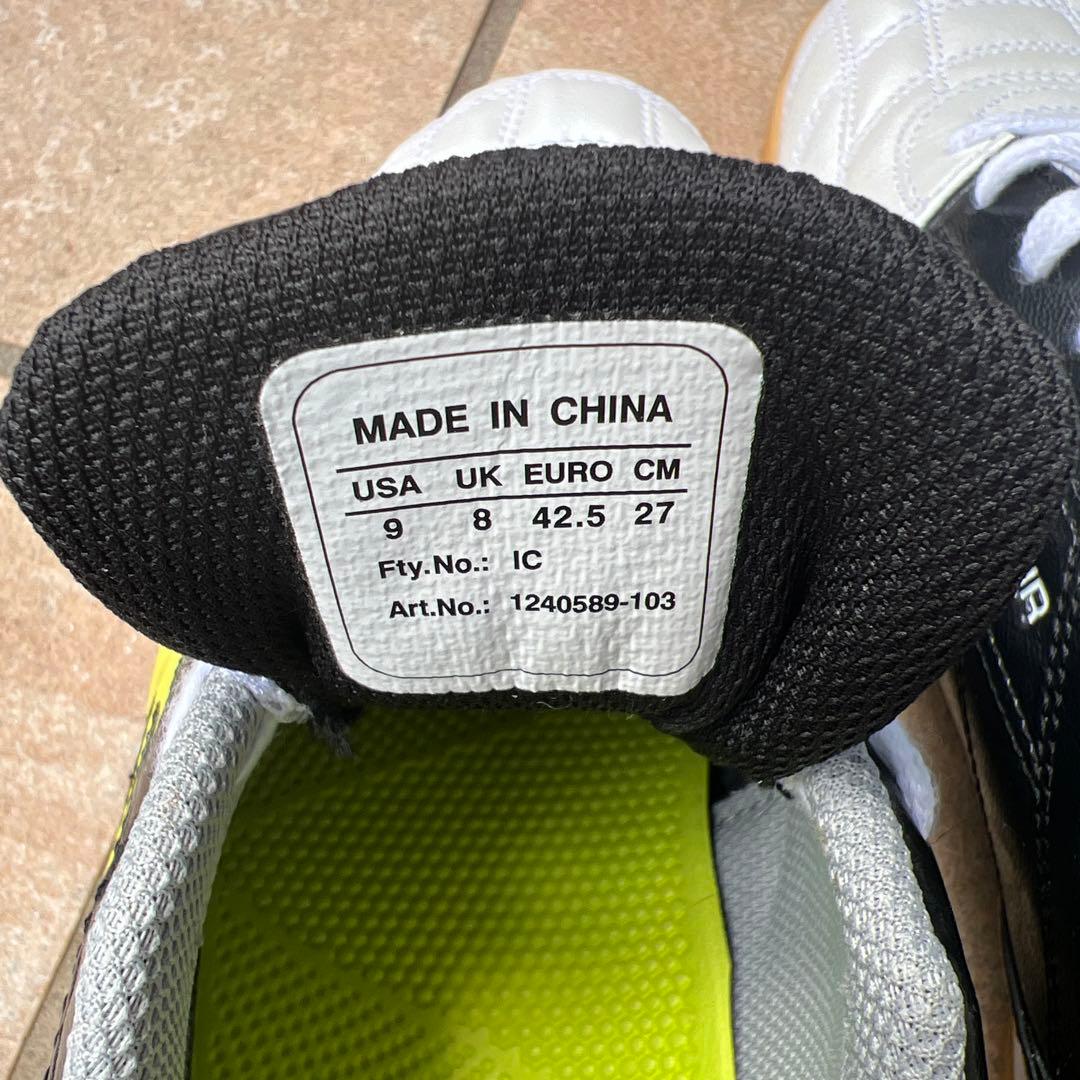 MADE IN CHINA
USA UK EURO CM
9 8 42.5 27
Fty.No.: IC
Art.No.: 1240589-103